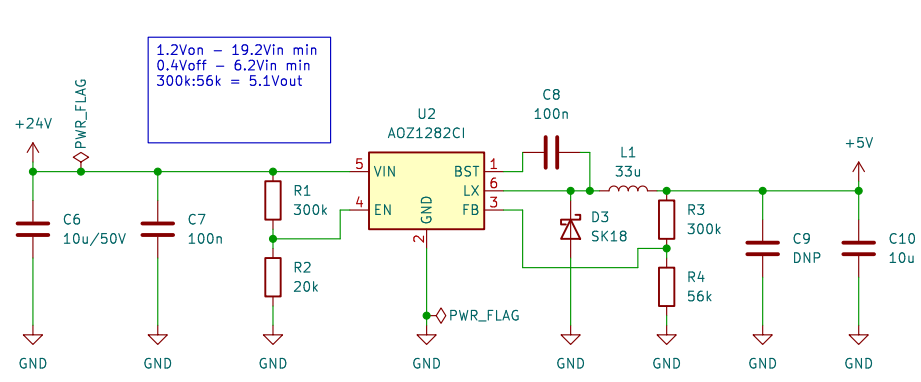 1.2Von - 19.2Vin min
0.4Voff - 6.2Vin min
300k:56k = 5.1Vout
+24V
PWR_FLAG
U2
AOZ1282CI
C8
100n
+5V
L1
33u
5
VIN
BST
1
LX
6
4
EN
FB
3
GND
2
R1
300k
R3
300k
C6
10u/50V
C7
100n
D3
SK18
C9
DNP
C10
10u
R2
20k
R4
56k
PWR_FLAG
GND
GND
GND
GND
GND
GND
GND
GND